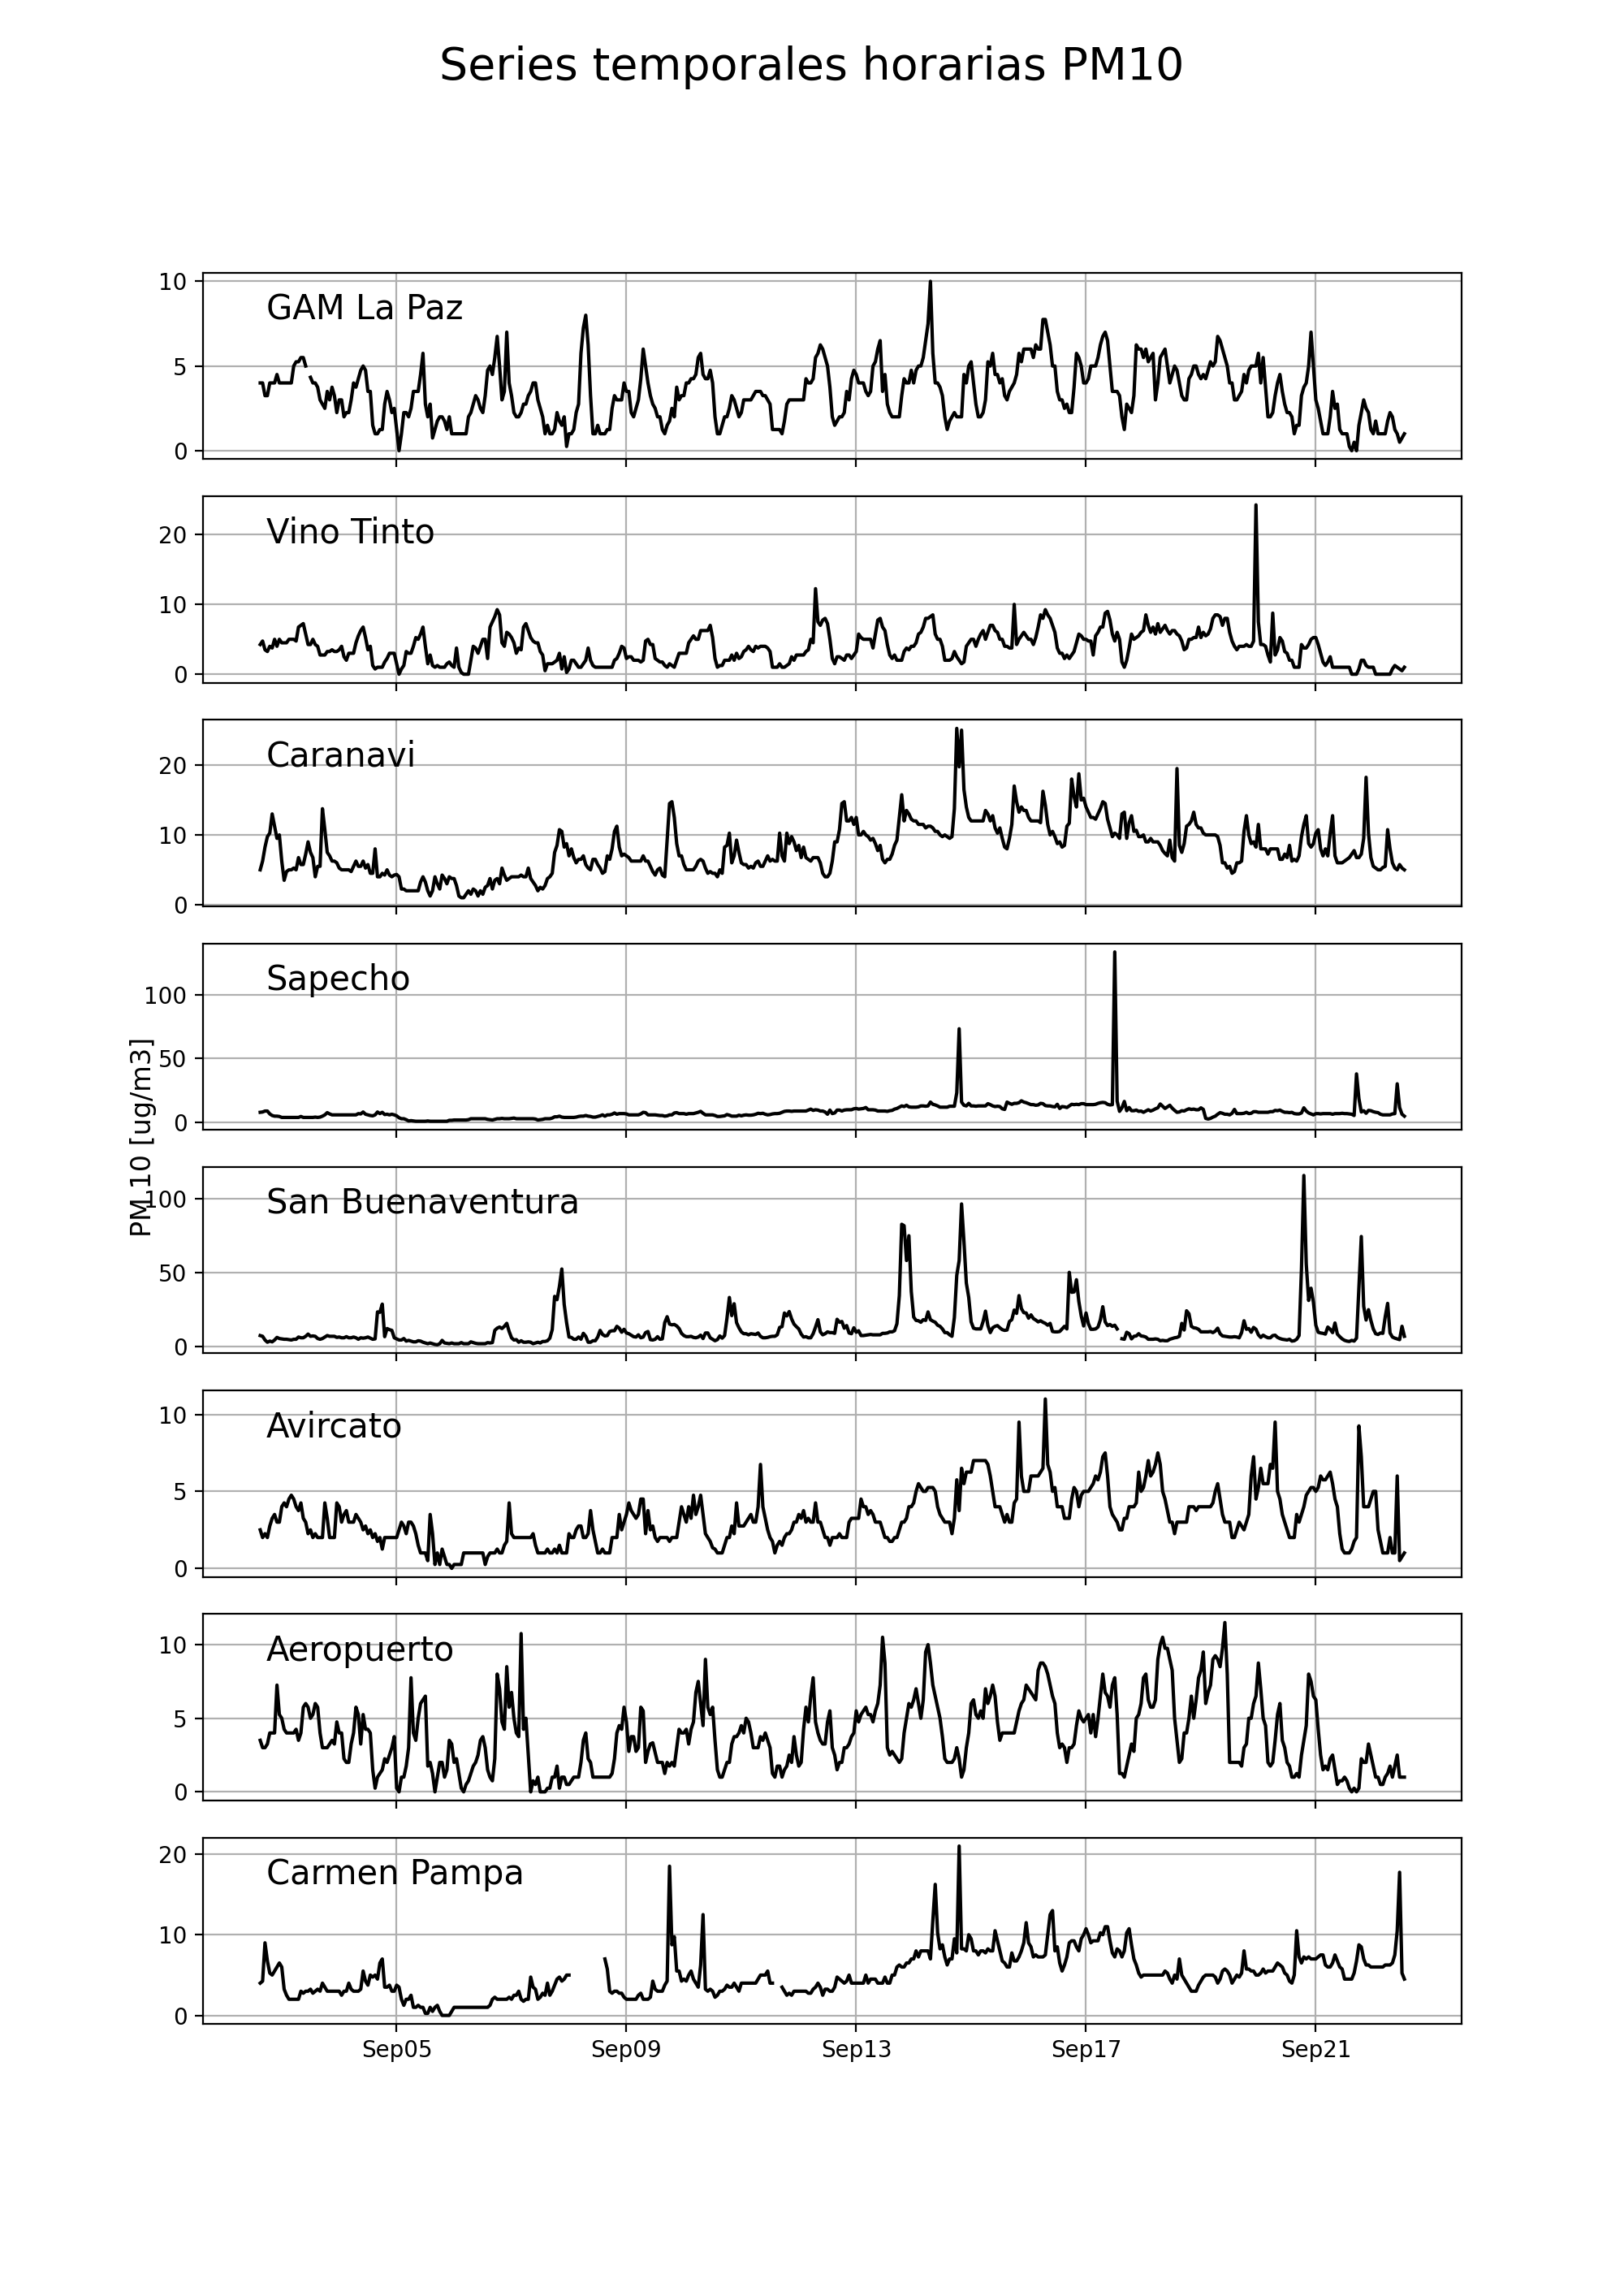 Series temporales horarias PM10
10
GAM La Paz
5
0
Vino Tinto
20
10
0
Caranavi
20
10
0
Sapecho
100
50
0
PM 10 [ug/m3]
San Buenaventura
100
50
0
Avircato
10
5
0
Aeropuerto
10
5
0
20
Carmen Pampa
10
0
Sep05 Sep09 Sep13 Sep17 Sep21